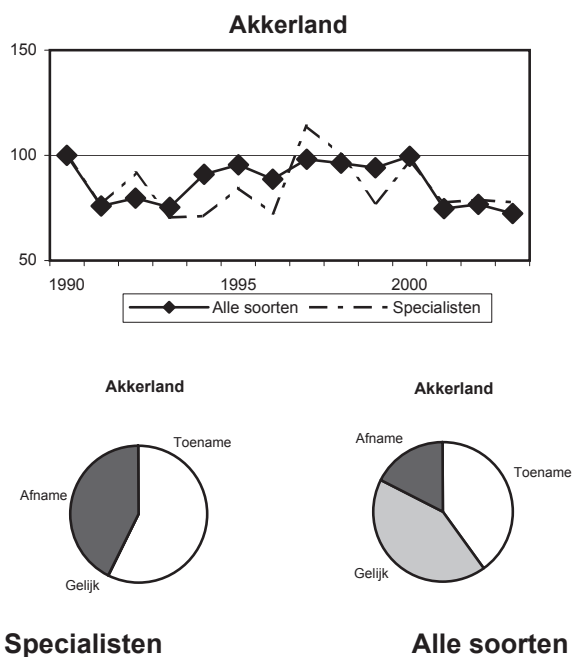 Akkerland
150
100
50
1990 1995 2000
Alle soorten Specialisten
Akkerland
Toename
Afname
Gelijk
Akkerland
Afname
Toename
Gelijk
Specialisten
Alle soorten